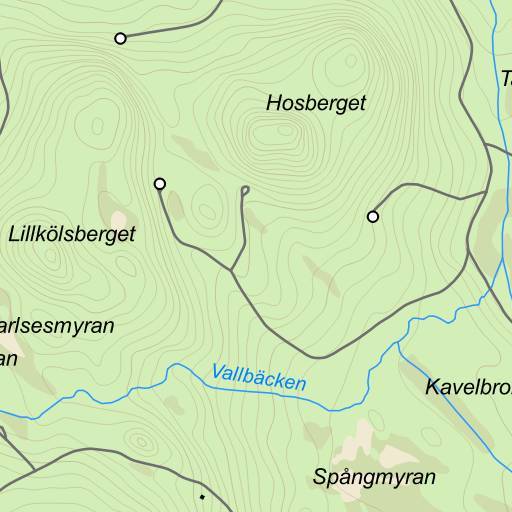 Hosberget
Lillkölsberget
arlsesmyran
an
Vallbäcken
Kavelbro
Spångmyran